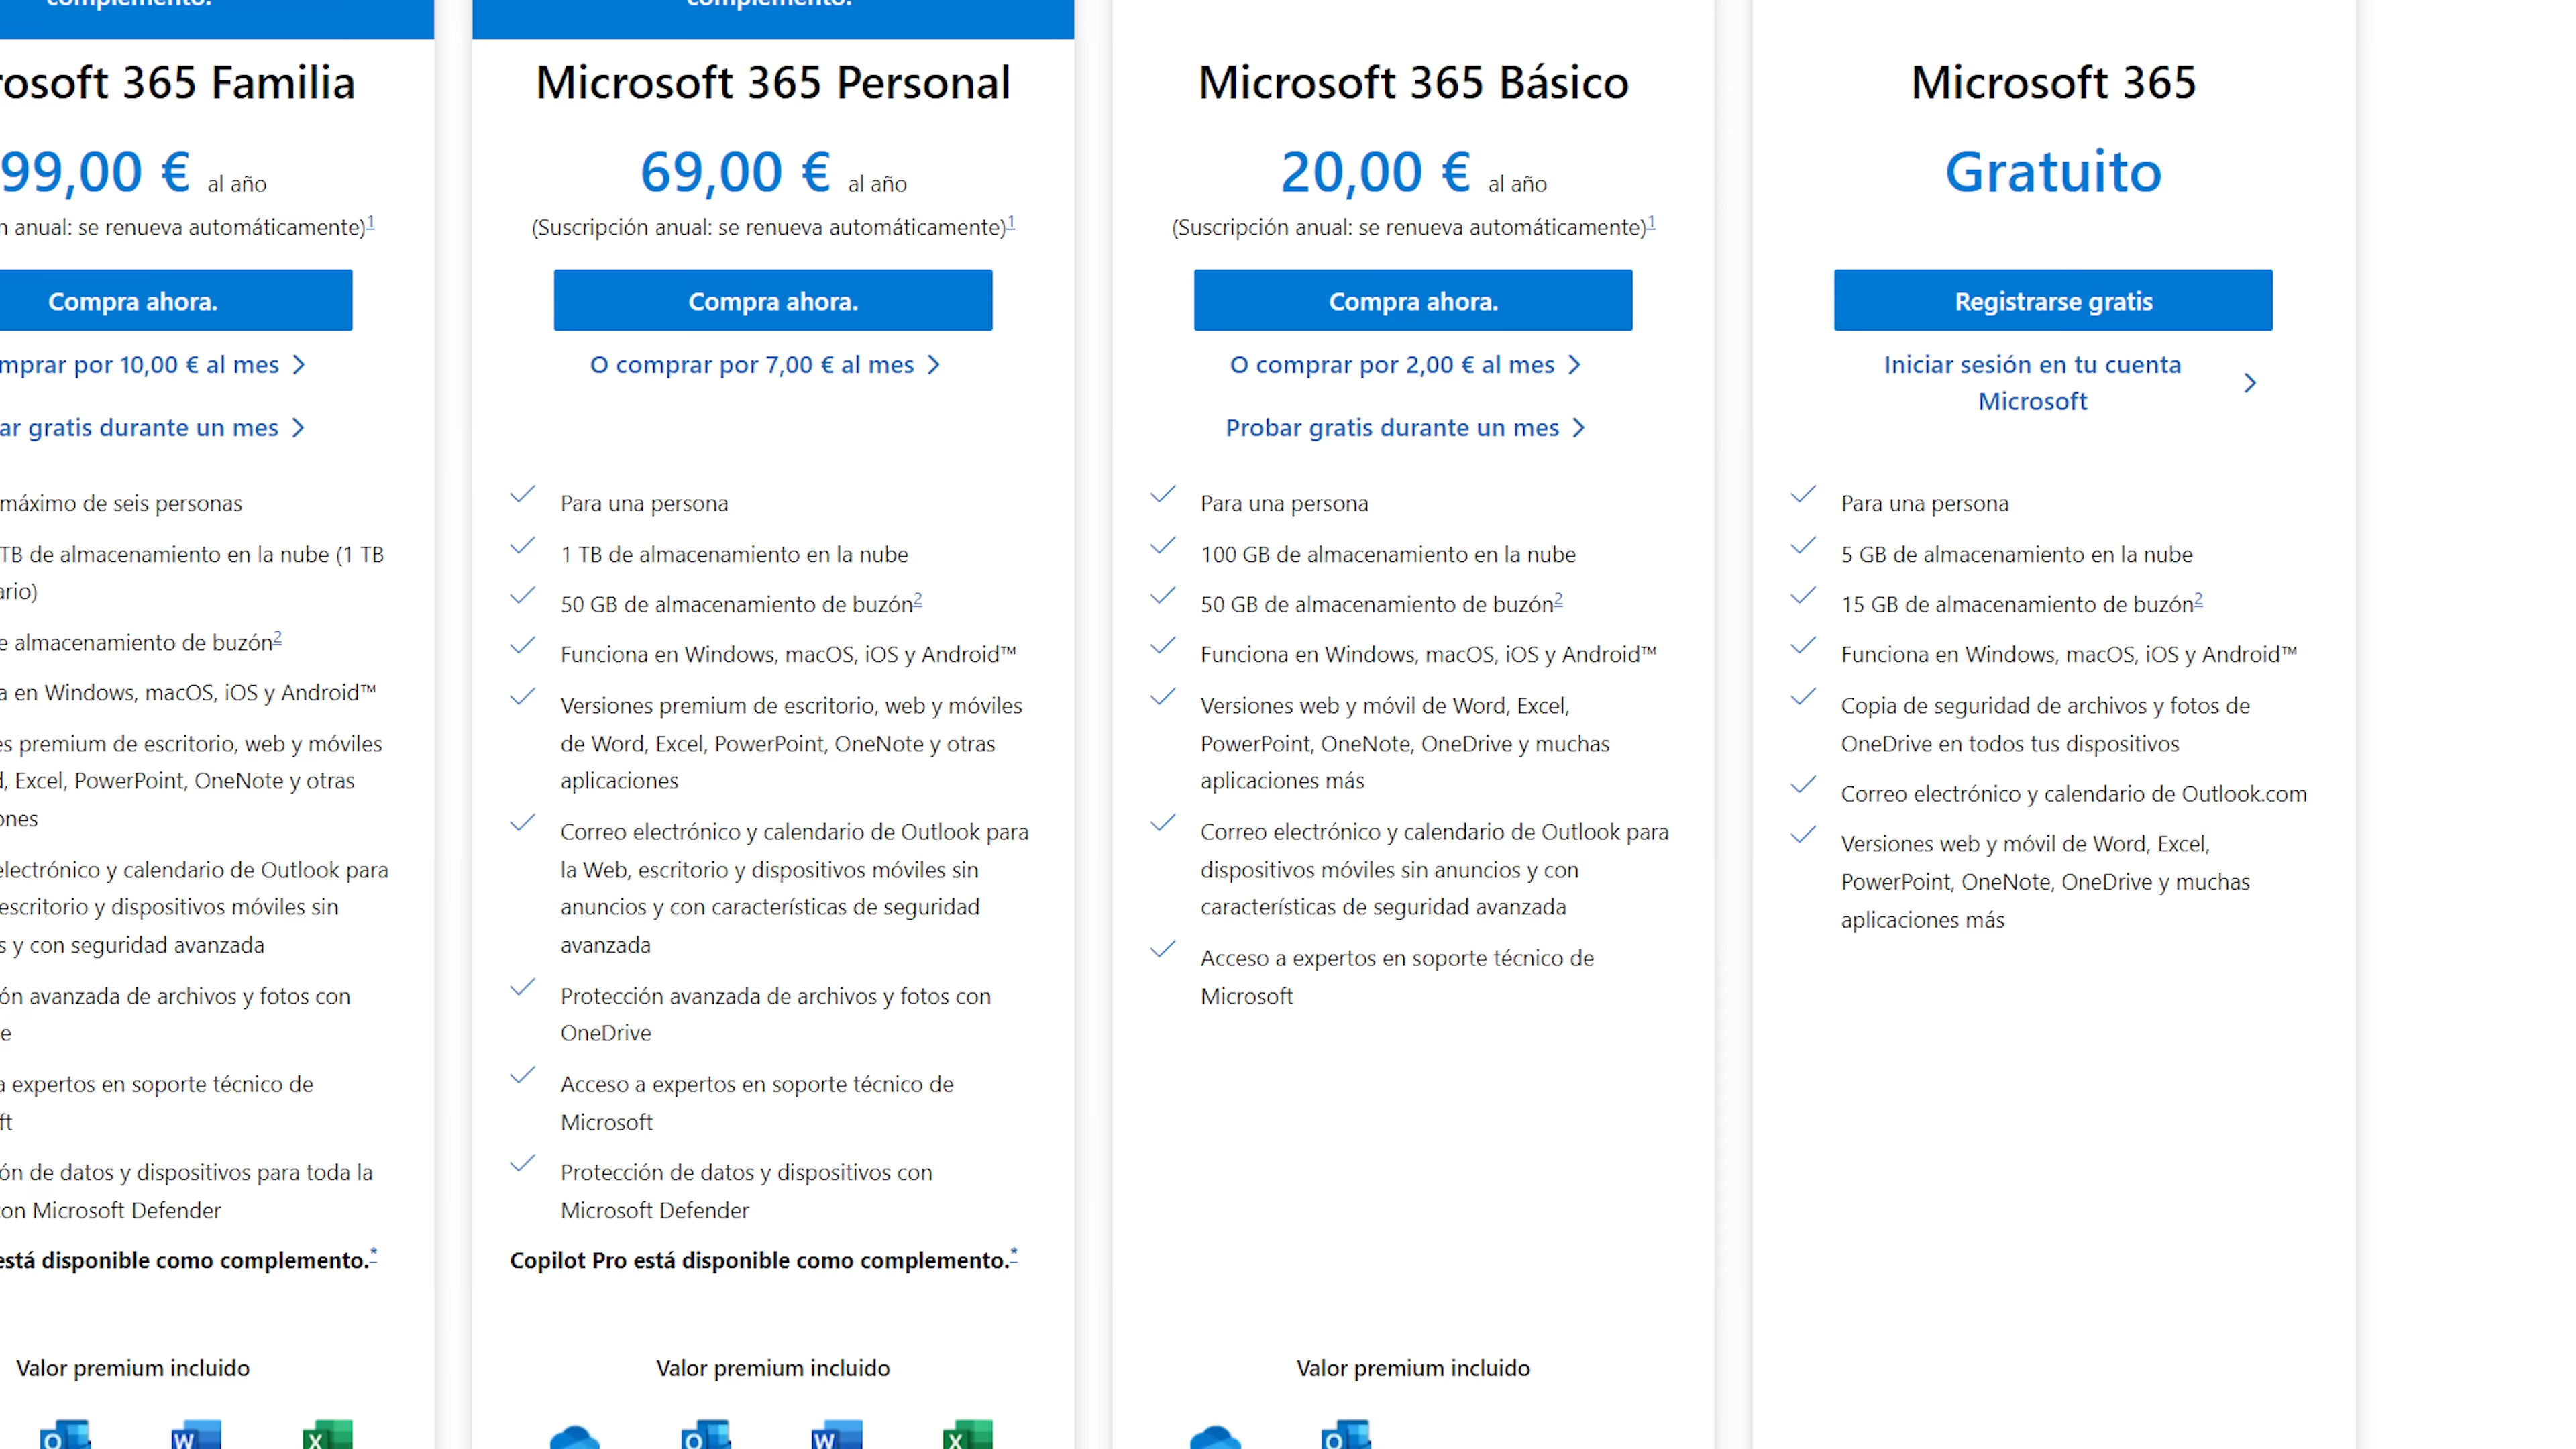 complemento.
rosoft 365 Familia
99,00 € al año
n anual: se renueva automáticamente)1
Compra ahora.
mprar por 10,00 € al mes
ar gratis durante un mes
máximo de seis personas
TB de almacenamiento en la nube (1 TB
ario)
e almacenamiento de buzón2
a en Windows, macOS, iOS y Android™
es premium de escritorio, web y móviles
d, Excel, PowerPoint, OneNote y otras
ones
electrónico y calendario de Outlook para
escritorio y dispositivos móviles sin
s y con seguridad avanzada
ón avanzada de archivos y fotos con
e
a expertos en soporte técnico de
ft
ón de datos y dispositivos para toda la
on Microsoft Defender
está disponible como complemento.*
Valor premium incluido
complemento.
Microsoft 365 Personal
69,00 € al año
(Suscripción anual: se renueva automáticamente)1
Compra ahora.
O comprar por 7,00 € al mes
Para una persona
1 TB de almacenamiento en la nube
50 GB de almacenamiento de buzón2
Funciona en Windows, macOS, iOS y Android™
Versiones premium de escritorio, web y móviles
de Word, Excel, PowerPoint, OneNote y otras
aplicaciones
Correo electrónico y calendario de Outlook para
la Web, escritorio y dispositivos móviles sin
anuncios y con características de seguridad
avanzada
Protección avanzada de archivos y fotos con
OneDrive
Acceso a expertos en soporte técnico de
Microsoft
Protección de datos y dispositivos con
Microsoft Defender
Copilot Pro está disponible como complemento.*
Valor premium incluido
Microsoft 365 Básico
20,00 € al año
(Suscripción anual: se renueva automáticamente)1
Compra ahora.
O comprar por 2,00 € al mes
Probar gratis durante un mes
Para una persona
100 GB de almacenamiento en la nube
50 GB de almacenamiento de buzón2
Funciona en Windows, macOS, iOS y Android™
Versiones web y móvil de Word, Excel,
PowerPoint, OneNote, OneDrive y muchas
aplicaciones más
Correo electrónico y calendario de Outlook para
dispositivos móviles sin anuncios y con
características de seguridad avanzada
Acceso a expertos en soporte técnico de
Microsoft
Valor premium incluido
Microsoft 365
Gratuito
Registrarse gratis
Iniciar sesión en tu cuenta
Microsoft
Para una persona
5 GB de almacenamiento en la nube
15 GB de almacenamiento de buzón2
Funciona en Windows, macOS, iOS y Android™
Copia de seguridad de archivos y fotos de
OneDrive en todos tus dispositivos
Correo electrónico y calendario de Outlook.com
Versiones web y móvil de Word, Excel,
PowerPoint, OneNote, OneDrive y muchas
aplicaciones más